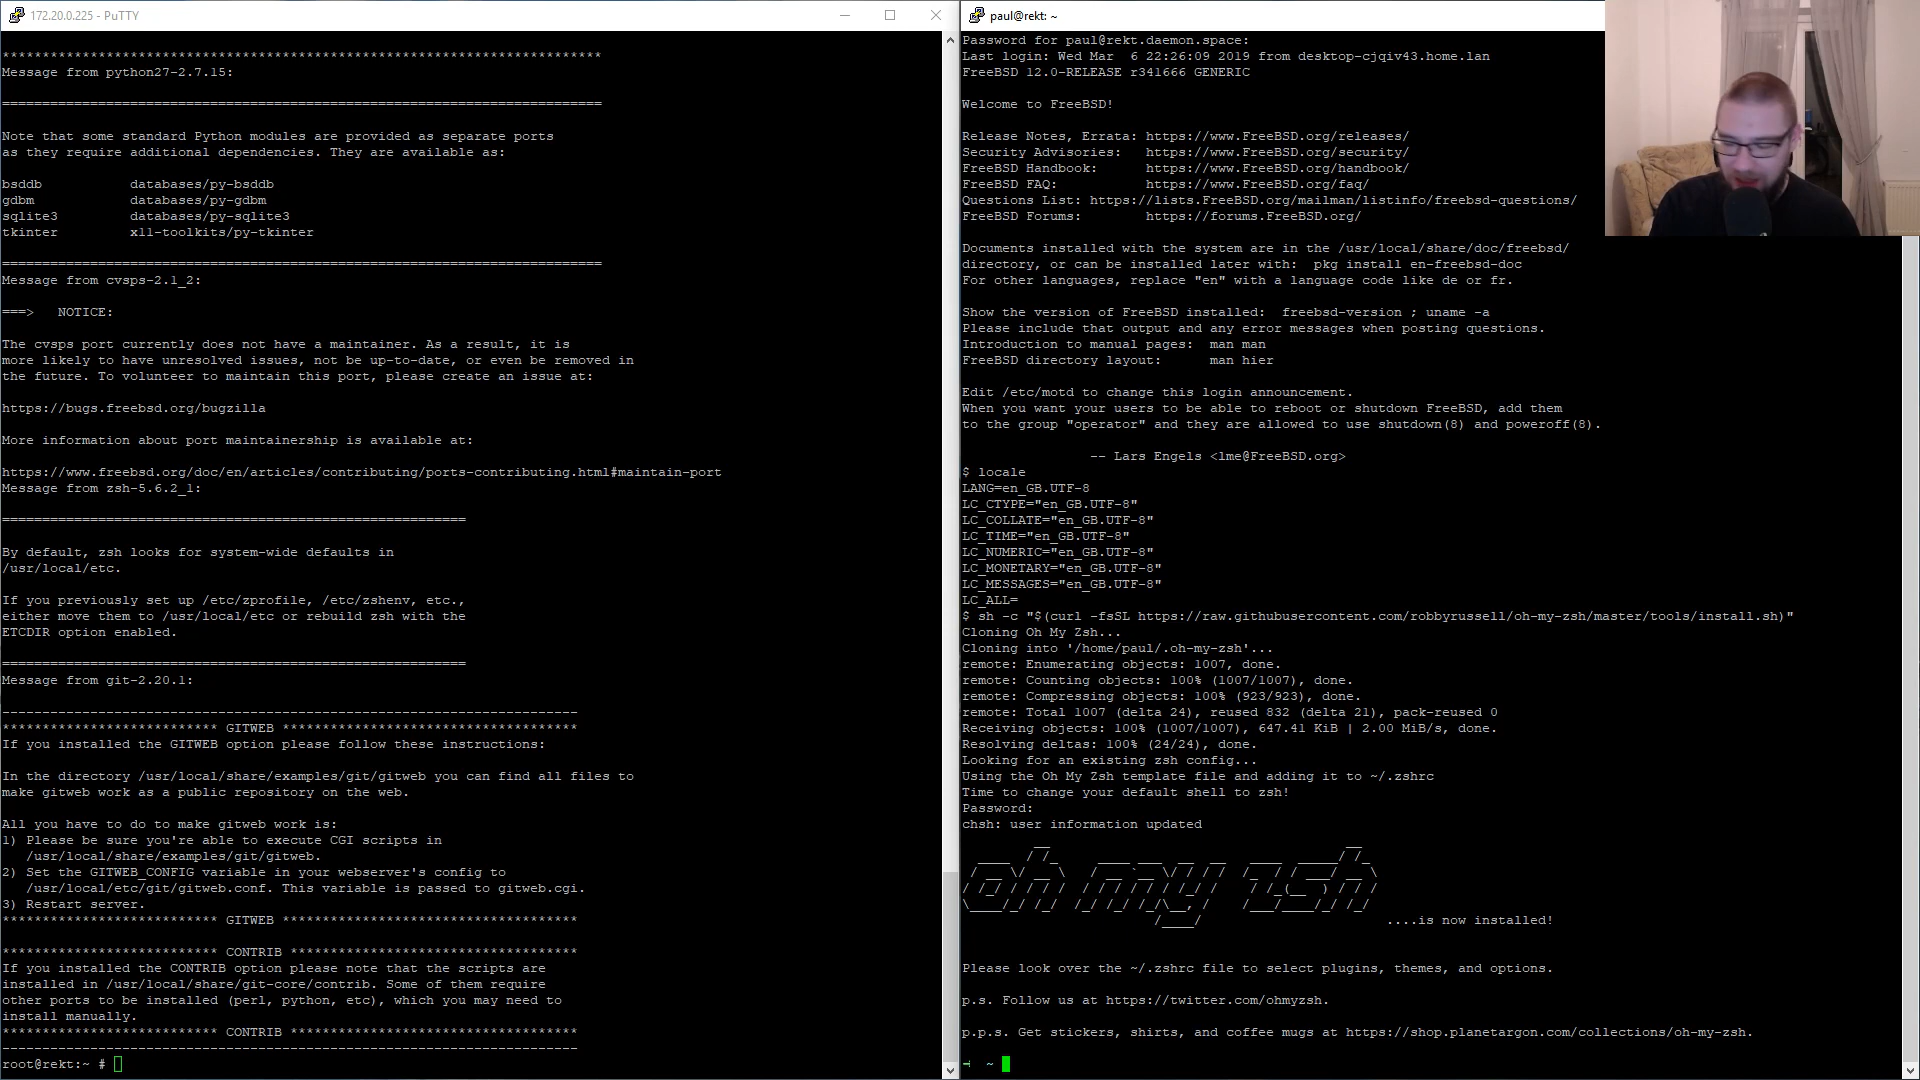 172.20.0.225 - PuTTY
*************************************************************************** 
Message from python27-2.7.15:
===========================================================================
Note that some standard Python modules are provided as separate ports
as they require additional dependencies. They are available as:
bsddb           databases/py-bsddb
gdbm            databases/py-gdbm
sqlite3         databases/py-sqlite3
tkinter         x11-toolkits/py-tkinter
===========================================================================
Message from cvsps-2.1_2:
===>   NOTICE:
The cvsps port currently does not have a maintainer. As a result, it is
more likely to have unresolved issues, not be up-to-date, or even be removed in
the future. To volunteer to maintain this port, please create an issue at:
https://bugs.freebsd.org/bugzilla
More information about port maintainership is available at:
https://www.freebsd.org/doc/en/articles/contributing/ports-contributing.html#maintain-port
Message from zsh-5.6.2_1:
==========================================================
By default, zsh looks for system-wide defaults in
/usr/local/etc.
If you previously set up /etc/zprofile, /etc/zshenv, etc.,
either move them to /usr/local/etc or rebuild zsh with the
ETCDIR option enabled.
==========================================================
Message from git-2.20.1:
------------------------------------------------------------------------
*************************** GITWEB *************************************
If you installed the GITWEB option please follow these instructions:
In the directory /usr/local/share/examples/git/gitweb you can find all files to
make gitweb work as a public repository on the web.
All you have to do to make gitweb work is:
1) Please be sure you're able to execute CGI scripts in
   /usr/local/share/examples/git/gitweb.
2) Set the GITWEB_CONFIG variable in your webserver's config to
   /usr/local/etc/git/gitweb.conf. This variable is passed to gitweb.cgi.
3) Restart server.
*************************** GITWEB *************************************
*************************** CONTRIB ************************************
If you installed the CONTRIB option please note that the scripts are
installed in /usr/local/share/git-core/contrib. Some of them require
other ports to be installed (perl, python, etc), which you may need to
install manually.
*************************** CONTRIB ************************************
------------------------------------------------------------------------
root@rekt:~ #
paul@rekt: ~
Password for paul@rekt.daemon.space:
Last login: Wed Mar  6 22:26:09 2019 from desktop-cjqiv43.home.lan
FreeBSD 12.0-RELEASE r341666 GENERIC
Welcome to FreeBSD!
Release Notes, Errata: https://www.FreeBSD.org/releases/
Security Advisories:   https://www.FreeBSD.org/security/
FreeBSD Handbook:      https://www.FreeBSD.org/handbook/
FreeBSD FAQ:           https://www.FreeBSD.org/faq/
Questions List: https://lists.FreeBSD.org/mailman/listinfo/freebsd-questions/
FreeBSD Forums:        https://forums.FreeBSD.org/
Documents installed with the system are in the /usr/local/share/doc/freebsd/
directory, or can be installed later with:  pkg install en-freebsd-doc
For other languages, replace "en" with a language code like de or fr.
Show the version of FreeBSD installed:  freebsd-version ; uname -a
Please include that output and any error messages when posting questions.
Introduction to manual pages:  man man
FreeBSD directory layout:      man hier
Edit /etc/motd to change this login announcement.
When you want your users to be able to reboot or shutdown FreeBSD, add them
to the group "operator" and they are allowed to use shutdown(8) and poweroff(8).
-- Lars Engels <lme@FreeBSD.org>
$ locale
LANG=en_GB.UTF-8
LC_CTYPE="en_GB.UTF-8"
LC_COLLATE="en_GB.UTF-8"
LC_TIME="en_GB.UTF-8"
LC_NUMERIC="en_GB.UTF-8"
LC_MONETARY="en_GB.UTF-8"
LC_MESSAGES="en_GB.UTF-8"
LC_ALL=
$ sh -c "$(curl -fsSL https://raw.githubusercontent.com/robbyrussell/oh-my-zsh/master/tools/install.sh)"
Cloning Oh My Zsh...
Cloning into '/home/paul/.oh-my-zsh'...
remote: Enumerating objects: 1007, done.
remote: Counting objects: 100% (1007/1007), done.
remote: Compressing objects: 100% (923/923), done.
remote: Total 1007 (delta 24), reused 832 (delta 21), pack-reused 0
Receiving objects: 100% (1007/1007), 647.41 KiB | 2.00 MiB/s, done.
Resolving deltas: 100% (24/24), done.
Looking for an existing zsh config...
Using the Oh My Zsh template file and adding it to ~/.zshrc
Time to change your default shell to zsh!
Password:
chsh: user information updated
oh my zsh
....is now installed!
Please look over the ~/.zshrc file to select plugins, themes, and options.
p.s. Follow us at https://twitter.com/ohmyzsh.
p.p.s. Get stickers, shirts, and coffee mugs at https://shop.planetargon.com/collections/oh-my-zsh.
→  ~